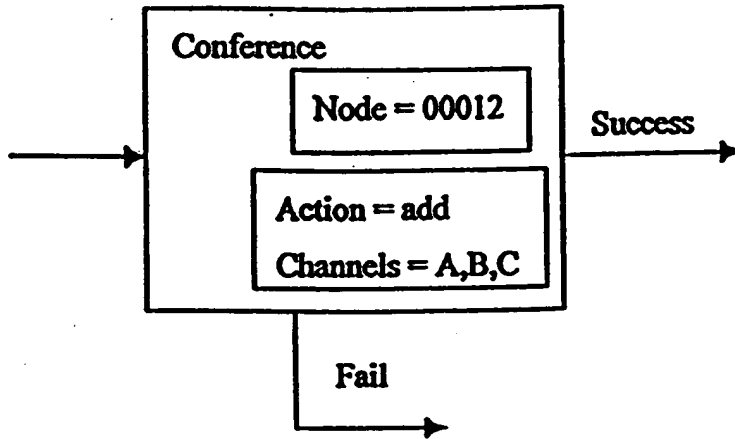 Conference
Node = 00012
Success
Action = add
Channels = A,B,C
Fail